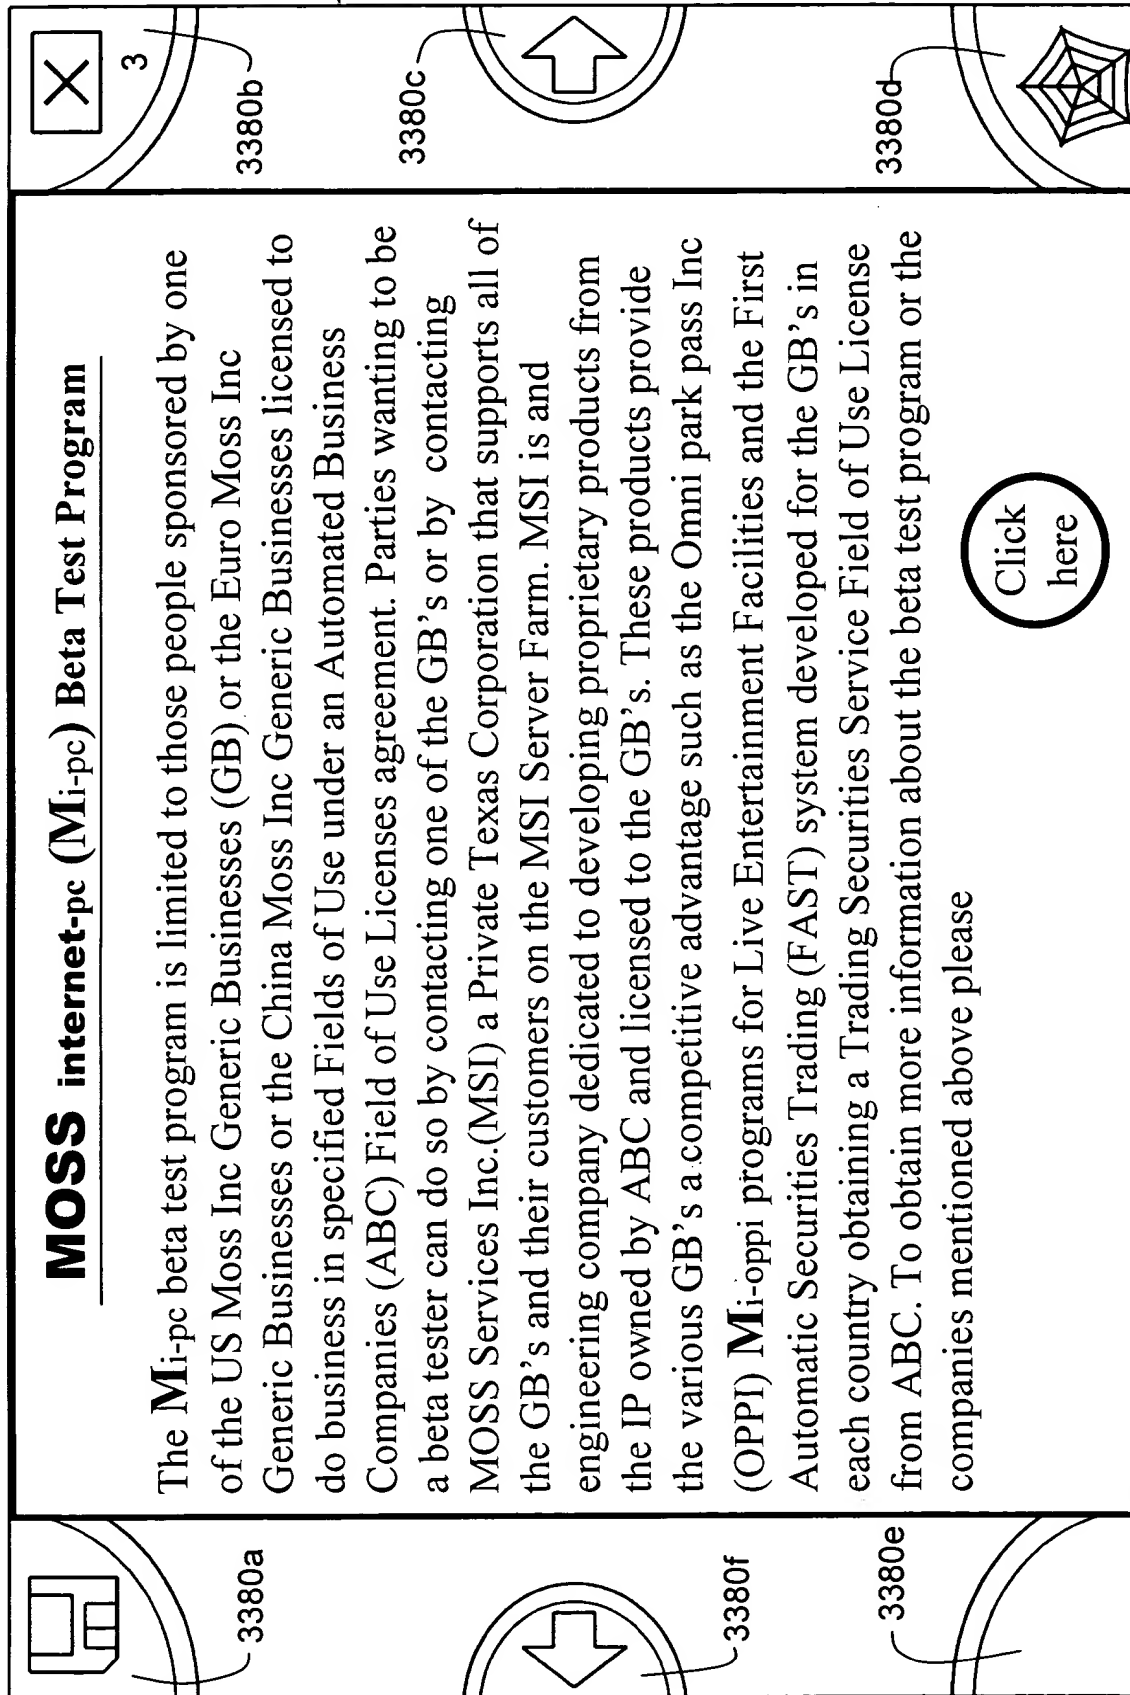 MOSS internet-pc (Mi-pc) Beta Test Program
The Mi-pc beta test program is limited to those people sponsored by one
of the US Moss Inc Generic Businesses (GB) or the Euro Moss Inc
Generic Businesses or the China Moss Inc Generic Businesses licensed to
do business in specified Fields of Use under an Automated Business
Companies (ABC) Field of Use Licenses agreement. Parties wanting to be
a beta tester can do so by contacting one of the GB's or by contacting
MOSS Services Inc.(MSI) a Private Texas Corporation that supports all of
the GB's and their customers on the MSI Server Farm. MSI is and
engineering company dedicated to developing proprietary products from
the IP owned by ABC and licensed to the GB's. These products provide
the various GB's a competitive advantage such as the Omni park pass Inc
(OPPI) Mi-oppi programs for Live Entertainment Facilities and the First
Automatic Securities Trading (FAST) system developed for the GB's in
each country obtaining a Trading Securities Service Field of Use License
from ABC. To obtain more information about the beta test program or the
companies mentioned above please
Click
here
3380a
3380f
3380e
X
3
3380b
3380c
3380d